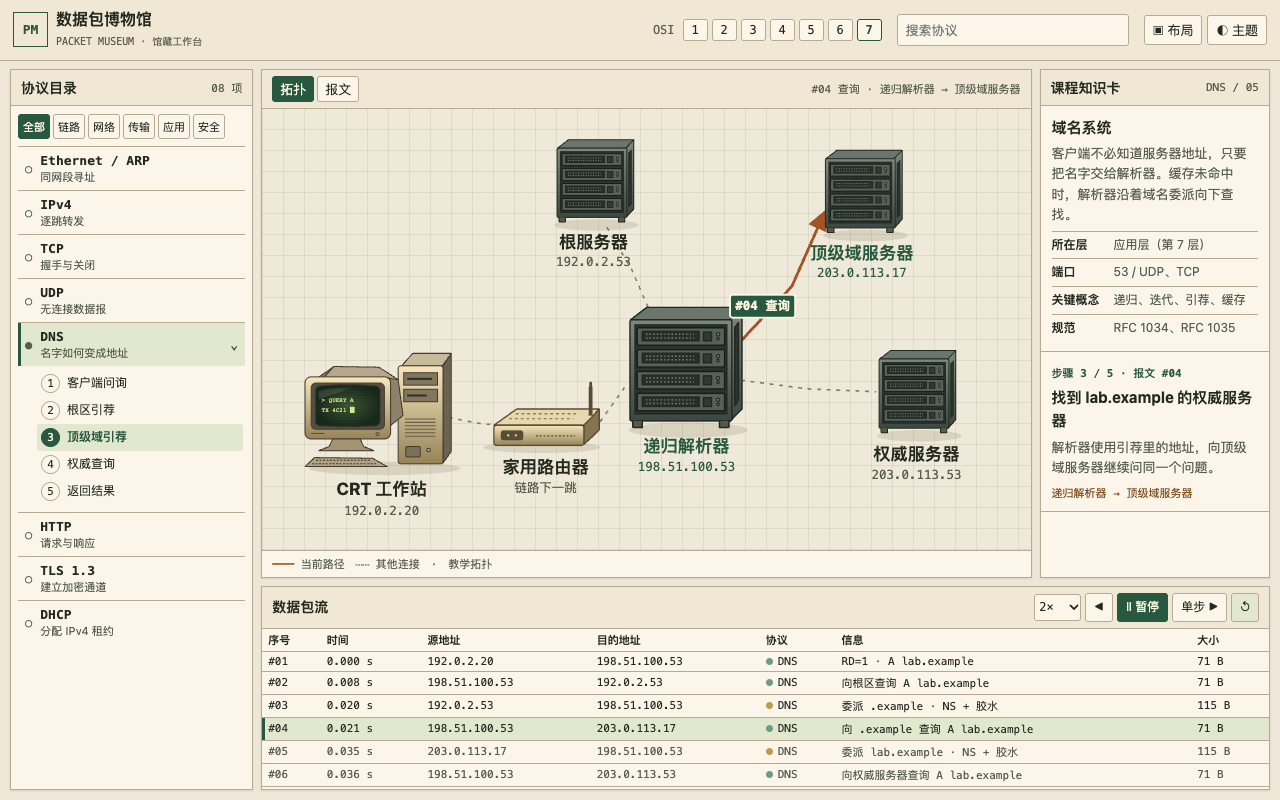 PM
数据包博物馆
PACKET MUSEUM · 馆藏工作台
OSI 1 2 3 4 5 6 7
搜索协议
▣ 布局
◐ 主题
协议目录 08 项
全部 链路 网络 传输 应用 安全
Ethernet / ARP
同网段寻址
IPv4
逐跳转发
TCP
握手与关闭
UDP
无连接数据报
DNS
名字如何变成地址
1 客户端问询
2 根区引荐
3 顶级域引荐
4 权威查询
5 返回结果
HTTP
请求与响应
TLS 1.3
建立加密通道
DHCP
分配 IPv4 租约
拓扑 报文
#04 查询 · 递归解析器 → 顶级域服务器
根服务器
192.0.2.53
顶级域服务器
203.0.113.17
#04 查询
> QUERY A
TX 4C21
递归解析器
198.51.100.53
家用路由器
链路下一跳
权威服务器
203.0.113.53
CRT 工作站
192.0.2.20
当前路径 其他连接 · 教学拓扑
课程知识卡 DNS / 05
域名系统
客户端不必知道服务器地址，只要
把名字交给解析器。缓存未命中
时，解析器沿着域名委派向下查
找。
所在层 应用层（第 7 层）
端口 53 / UDP、TCP
关键概念 递归、迭代、引荐、缓存
规范 RFC 1034、RFC 1035
步骤 3 / 5 · 报文 #04
找到 lab.example 的权威服务
器
解析器使用引荐里的地址，向顶级
域服务器继续问同一个问题。
递归解析器 → 顶级域服务器
数据包流
2× ◀ Ⅱ 暂停 单步 ▶ ↺
序号 时间 源地址 目的地址 协议 信息 大小
#01 0.000 s 192.0.2.20 198.51.100.53 DNS RD=1 · A lab.example 71 B
#02 0.008 s 198.51.100.53 192.0.2.53 DNS 向根区查询 A lab.example 71 B
#03 0.020 s 192.0.2.53 198.51.100.53 DNS 委派 .example · NS + 胶水 115 B
#04 0.021 s 198.51.100.53 203.0.113.17 DNS 向 .example 查询 A lab.example 71 B
#05 0.035 s 203.0.113.17 198.51.100.53 DNS 委派 lab.example · NS + 胶水 115 B
#06 0.036 s 198.51.100.53 203.0.113.53 DNS 向权威服务器查询 A lab.example 71 B